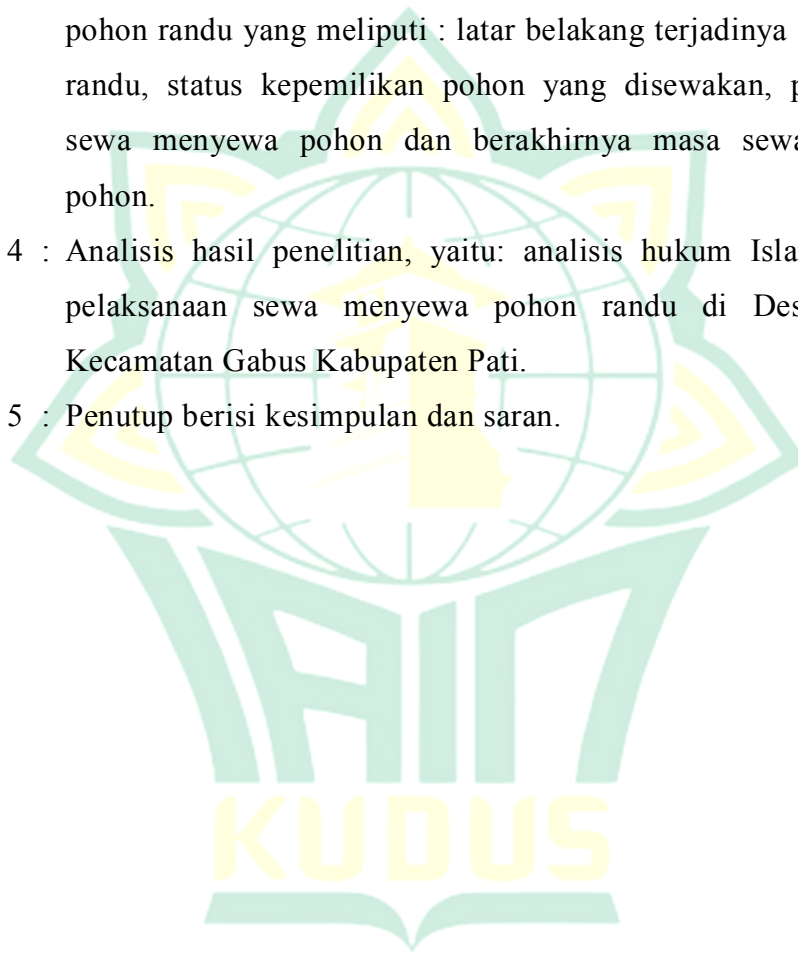 pohon randu yang meliputi : latar belakang terjadinya
randu, status kepemilikan pohon yang disewakan,
sewa menyewa pohon dan berakhirnya masa
pohon.
4 : Analisis hasil penelitian, yaitu: analisis hukum
pelaksanaan sewa menyewa pohon randu di
Kecamatan Gabus Kabupaten Pati.
5 : Penutup berisi kesimpulan dan saran.
IAIN
KUDUS